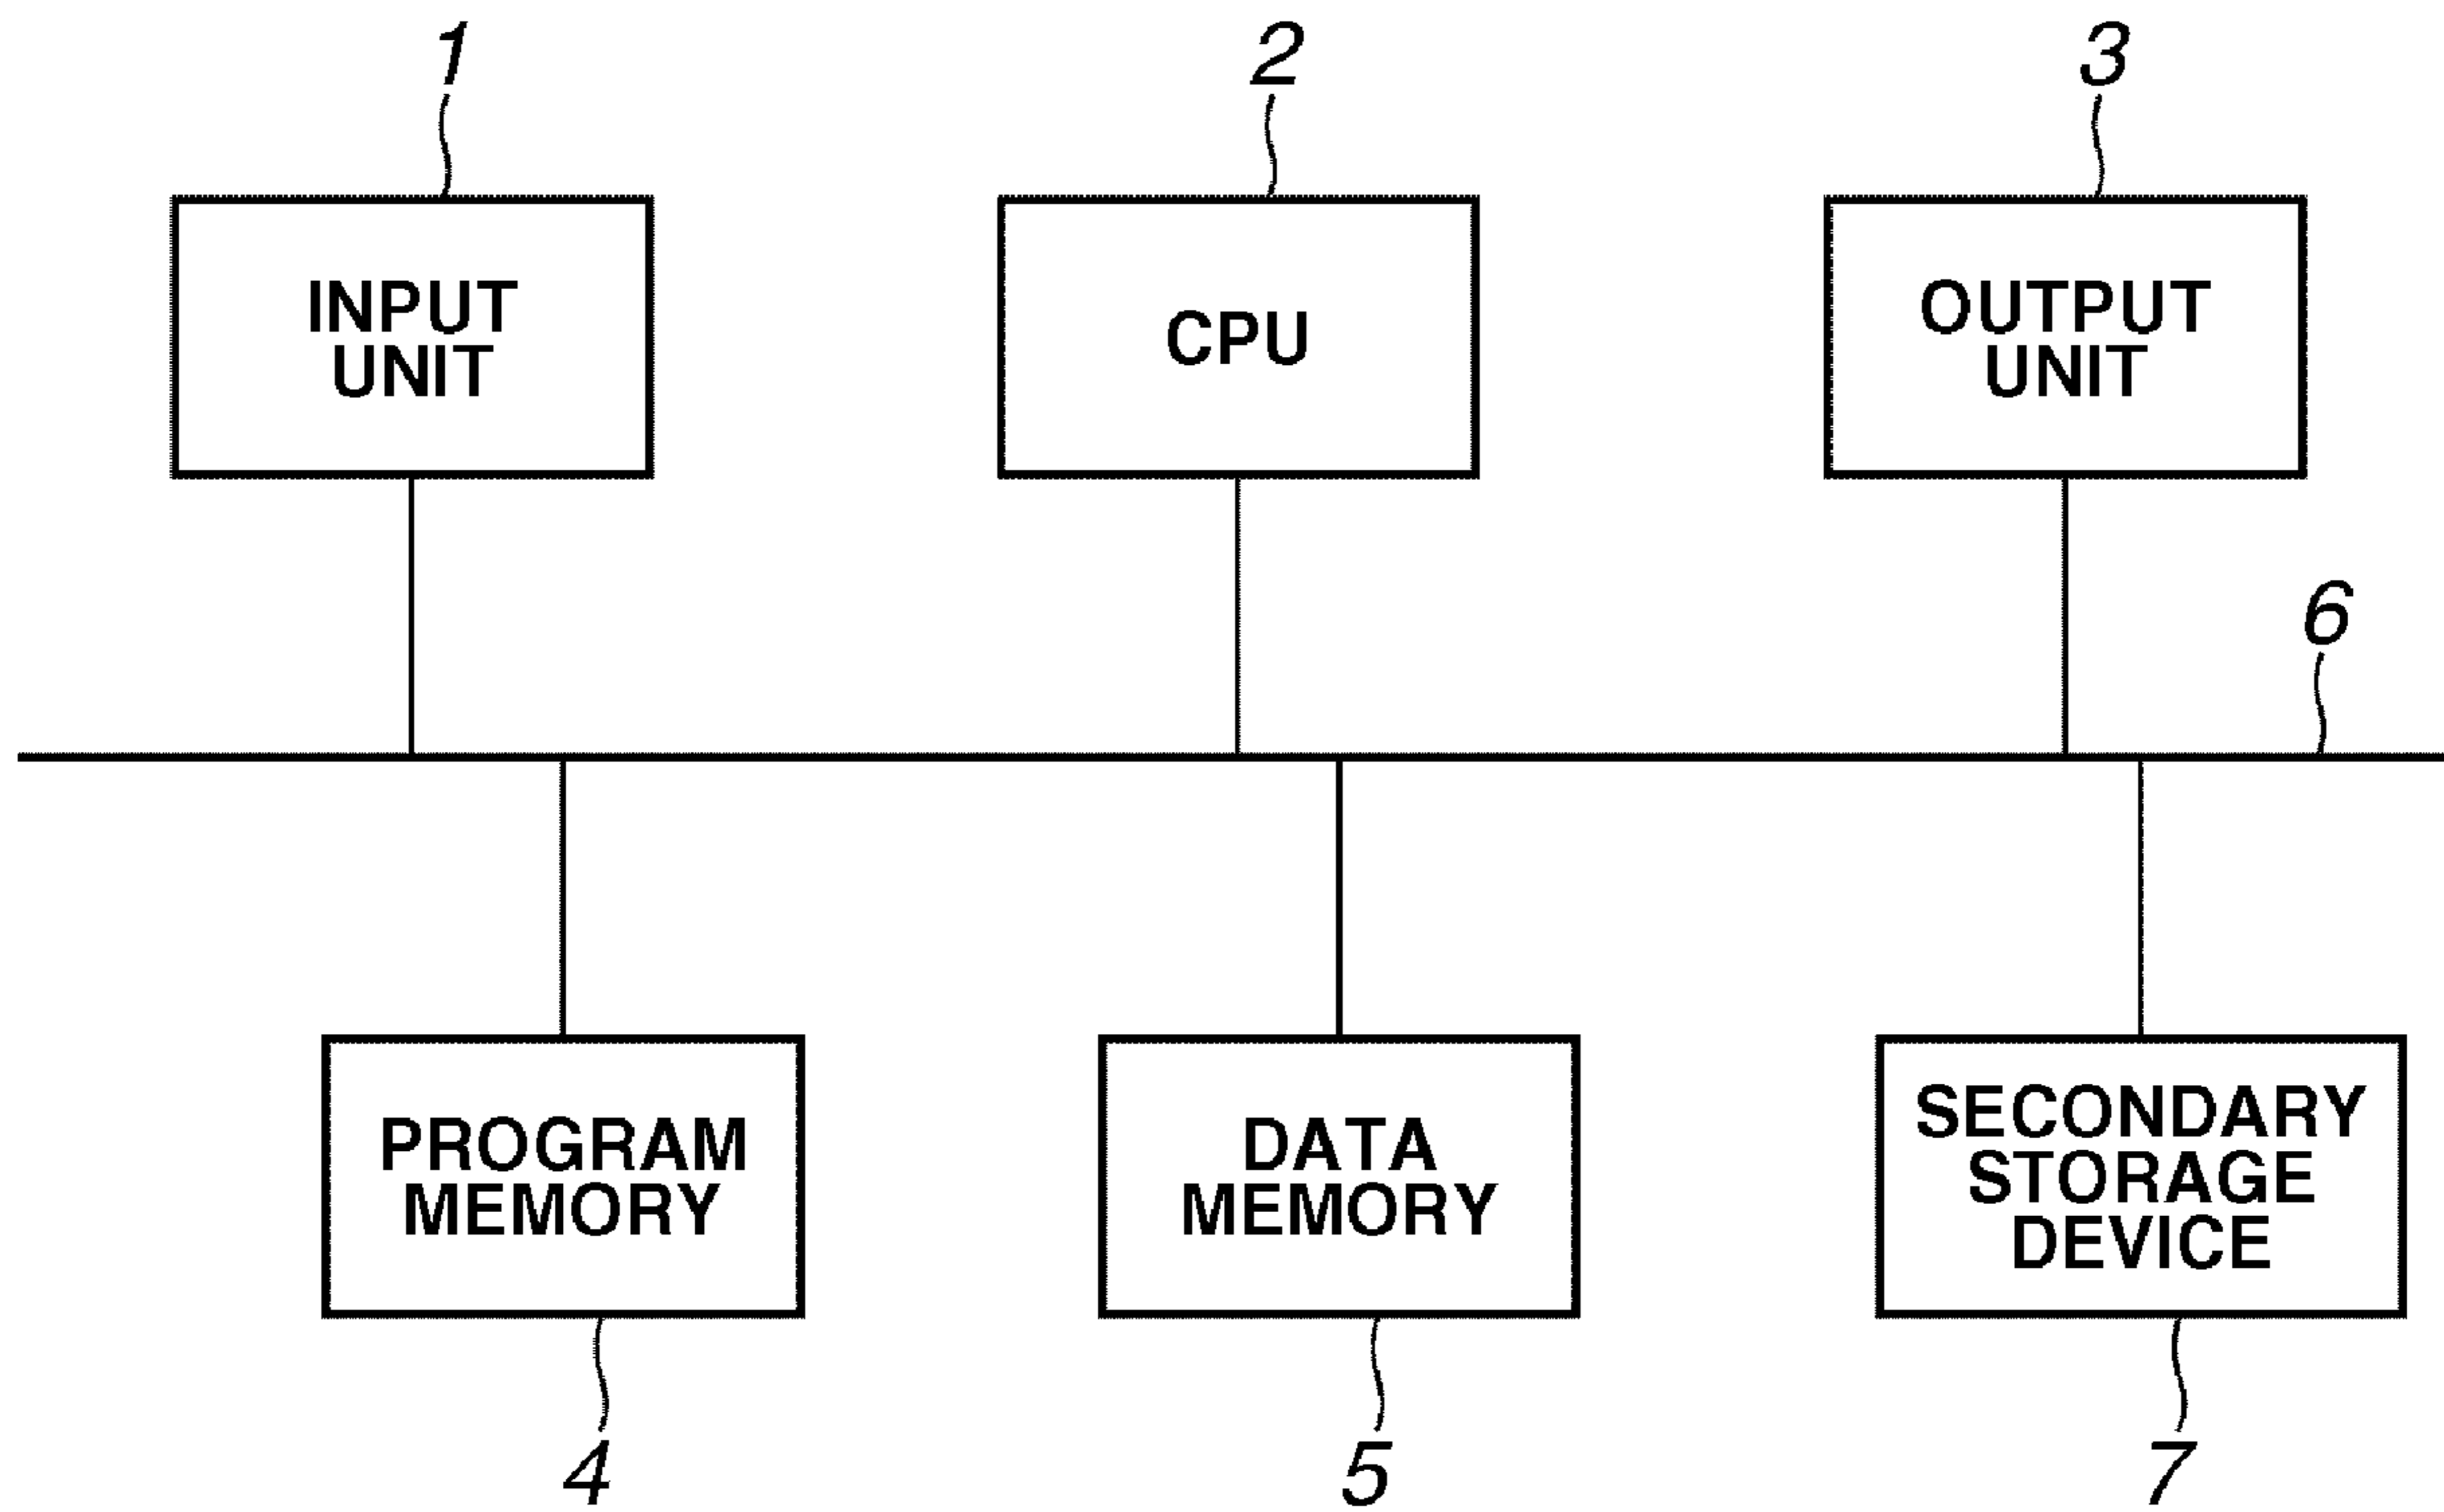 1
2
3
INPUT
UNIT
CPU
OUTPUT
UNIT
6
PROGRAM
MEMORY
DATA
MEMORY
SECONDARY
STORAGE
DEVICE
4
5
7